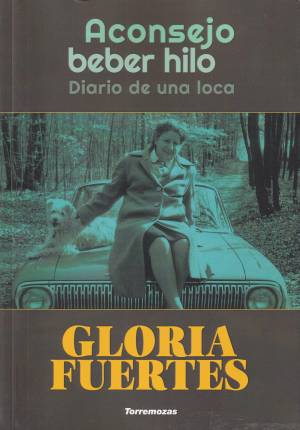 Aconsejo
beber hilo
Diario de una loca
GLORIA
FUERTES
Torremozas